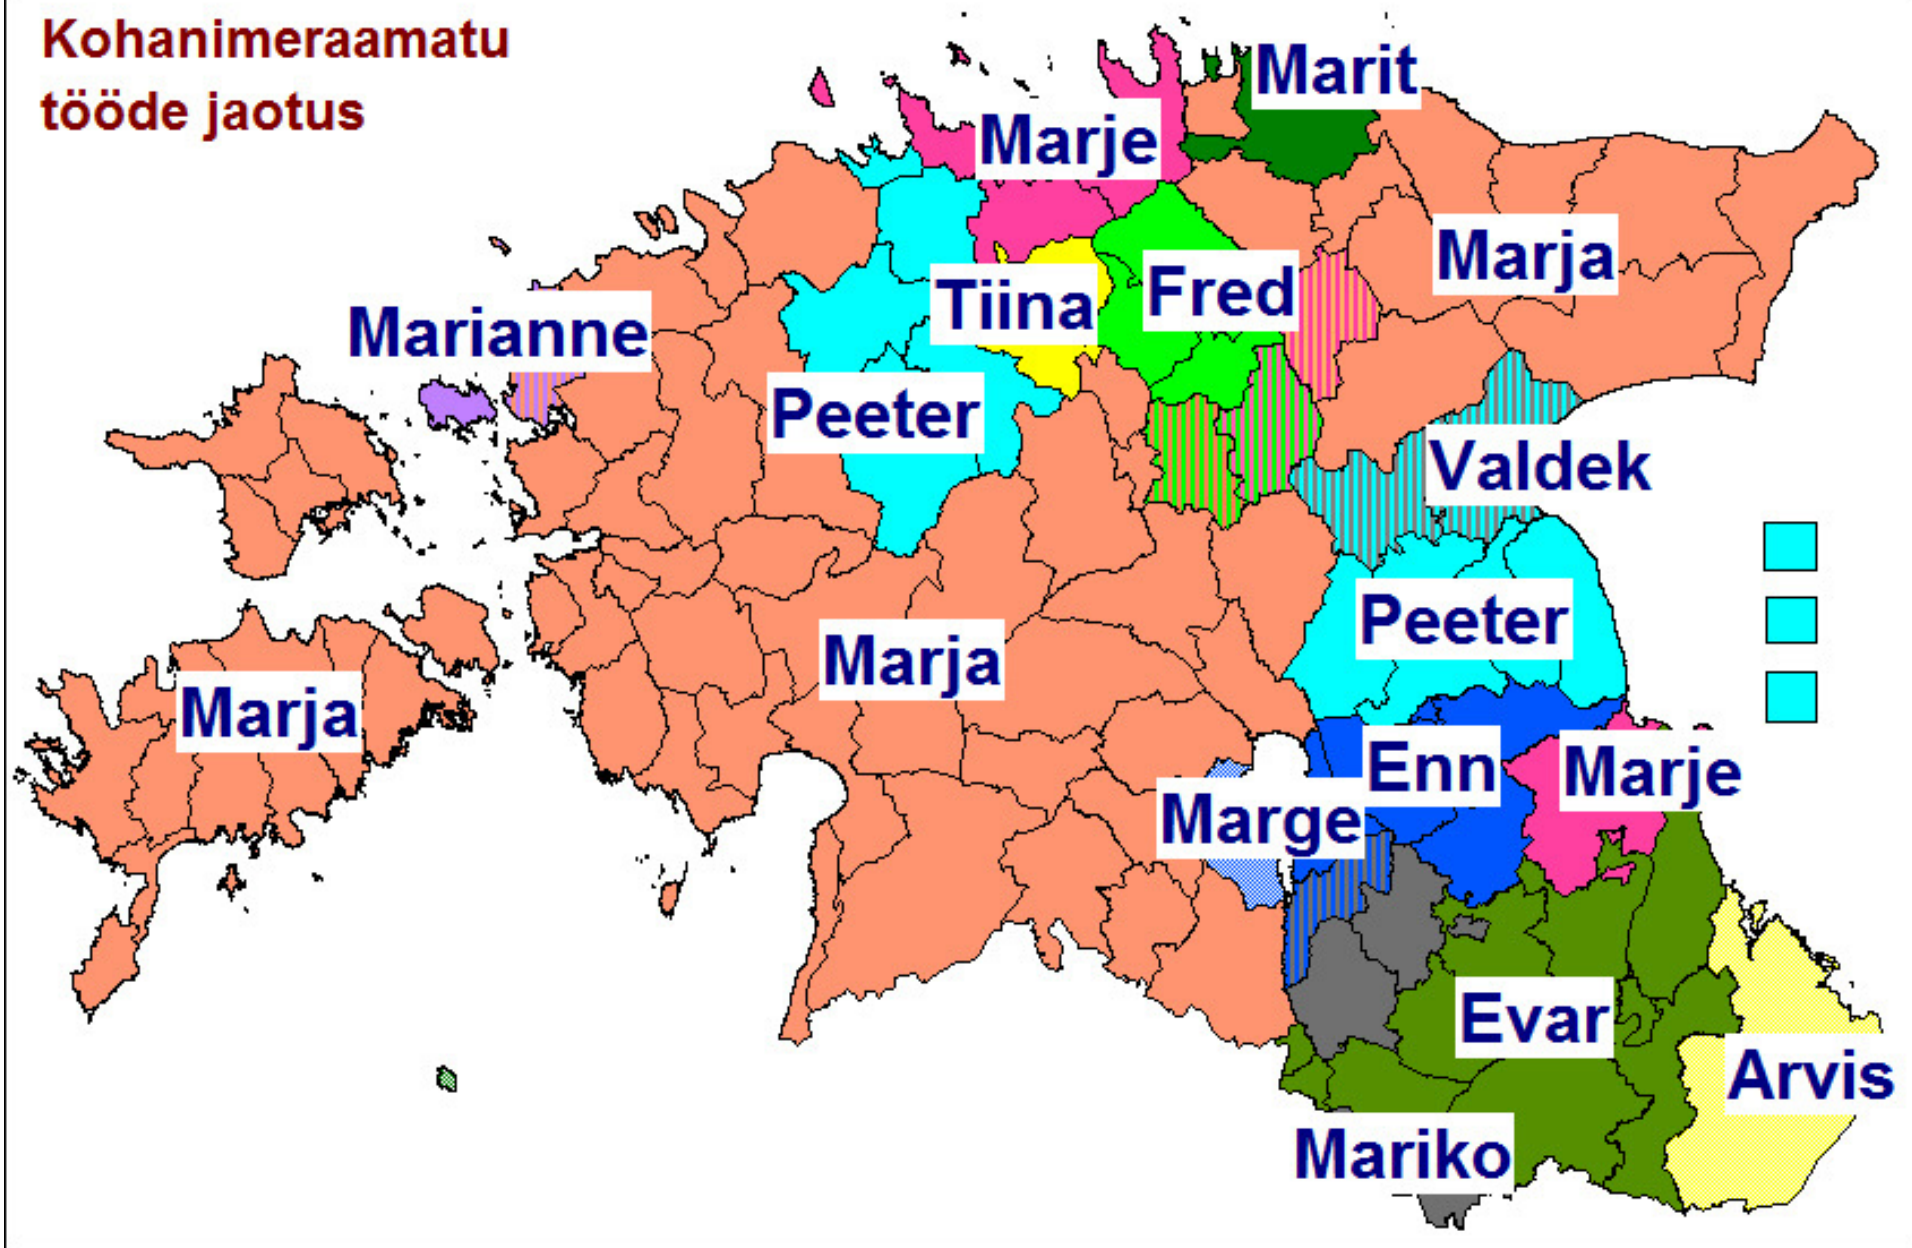 Kohanimeraamatu
tööde jaotus
Marit
Marje
Marja
Tiina
Fred
Marianne
Peeter
Valdek
Peeter
Marja
Marja
Enn
Marje
Marge
Evar
Arvis
Mariko